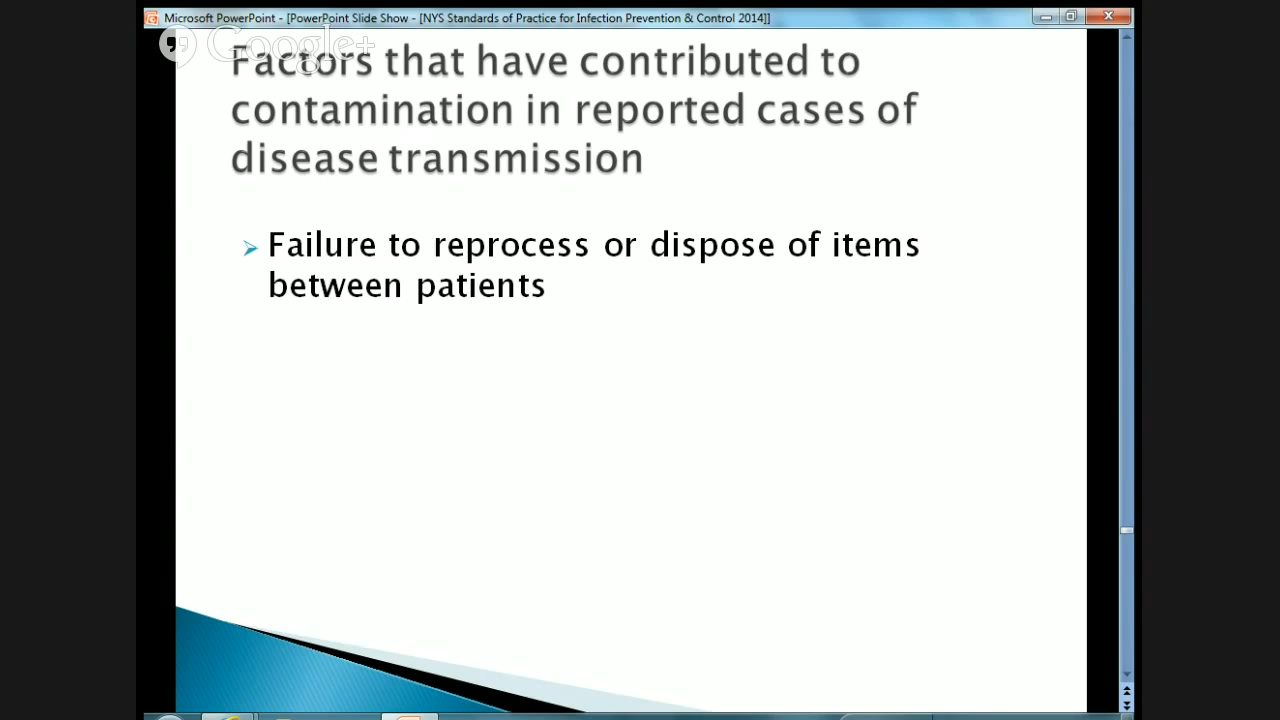 Microsoft PowerPoint - [PowerPoint Slide Show - [NYS Standards of Practice for Infection Prevention & Control 2014]]
Google+
Factors that have contributed to
contamination in reported cases of
disease transmission
Failure to reprocess or dispose of items
between patients